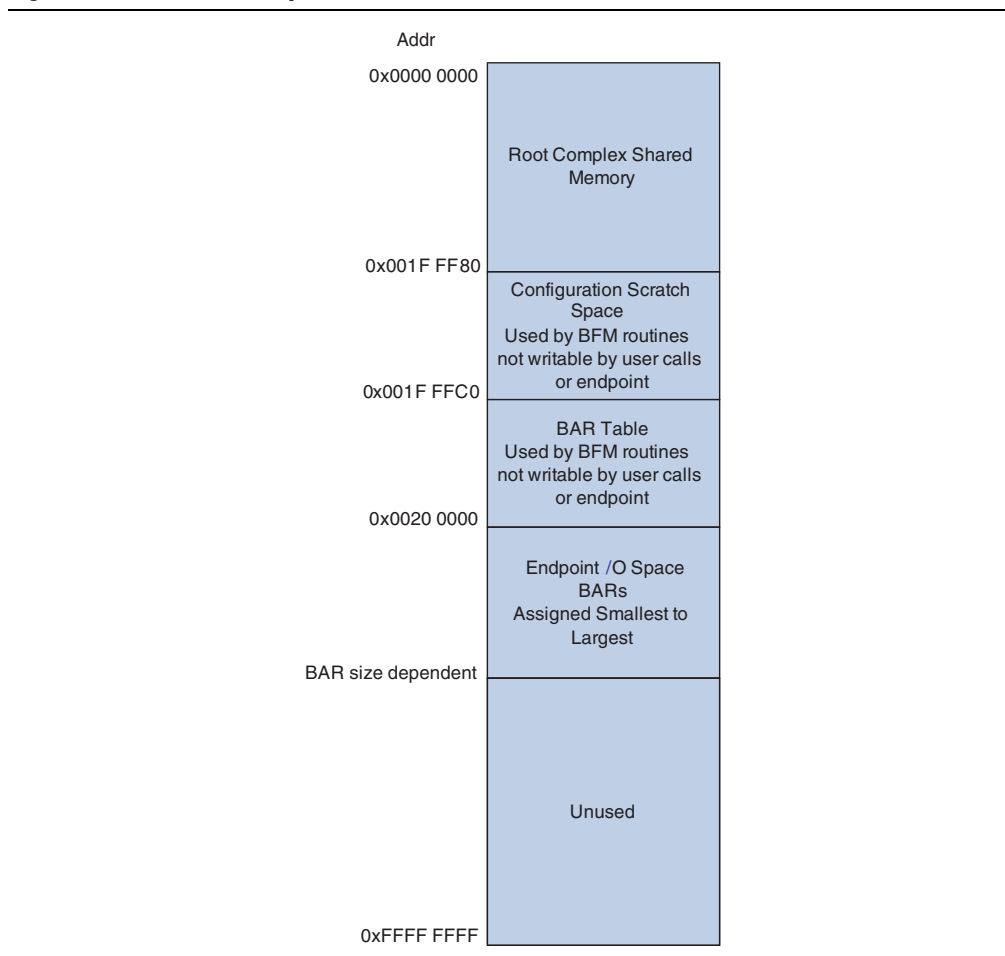 Addr
0x0000 0000
Root Complex Shared
Memory
0x001F FF80
Configuration Scratch
Space
Used by BFM routines
not writable by user calls
or endpoint
0x001F FFC0
BAR Table
Used by BFM routines
not writable by user calls
or endpoint
0x0020 0000
Endpoint /O Space
BARs
Assigned Smallest to
Largest
BAR size dependent
Unused
0xFFFF FFFF